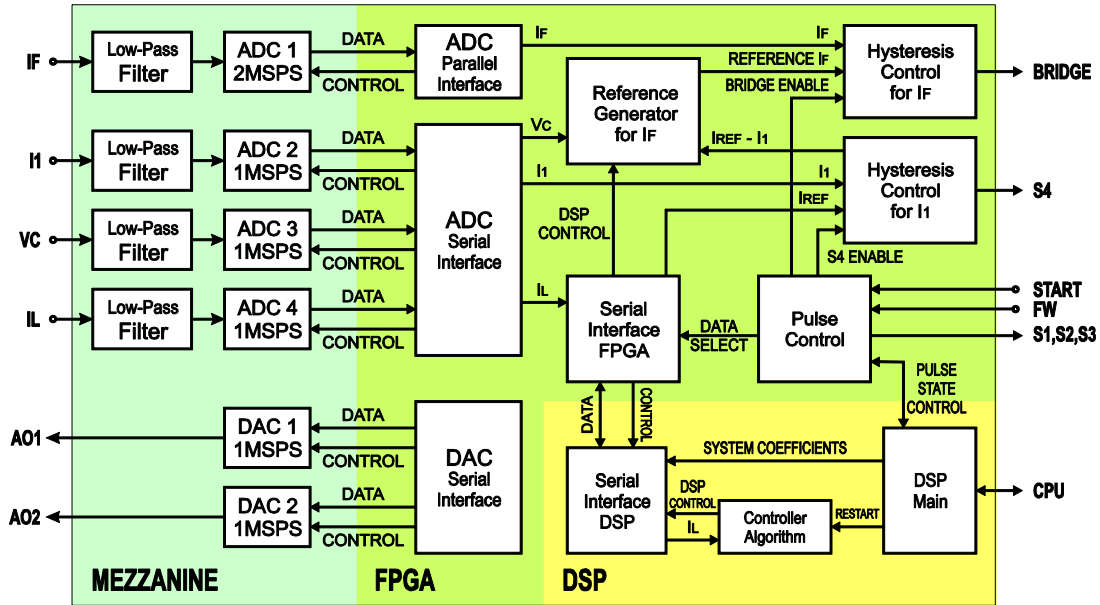 IF
Low-Pass
Filter
ADC 1
2MSPS
DATA
CONTROL
ADC
Parallel
Interface
IF
IF
REFERENCE IF
BRIDGE ENABLE
Hysteresis
Control
for IF
BRIDGE
Reference
Generator
for IF
I1
Low-Pass
Filter
ADC 2
1MSPS
DATA
CONTROL
VC
IREF - I1
I1
I1
IREF
Hysteresis
Control
for I1
S4
S4 ENABLE
VC
Low-Pass
Filter
ADC 3
1MSPS
DATA
CONTROL
ADC
Serial
Interface
DSP
CONTROL
IL
Low-Pass
Filter
ADC 4
1MSPS
DATA
CONTROL
IL
Serial
Interface
FPGA
DATA
SELECT
Pulse
Control
START
FW
S1,S2,S3
PULSE
STATE
CONTROL
DATA
CONTROL
AO1
DAC 1
1MSPS
DATA
CONTROL
AO2
DAC 2
1MSPS
DATA
CONTROL
DAC
Serial
Interface
SYSTEM COEFFICIENTS
Serial
Interface
DSP
DSP
CONTROL
IL
Controller
Algorithm
RESTART
DSP
Main
CPU
MEZZANINE
FPGA
DSP